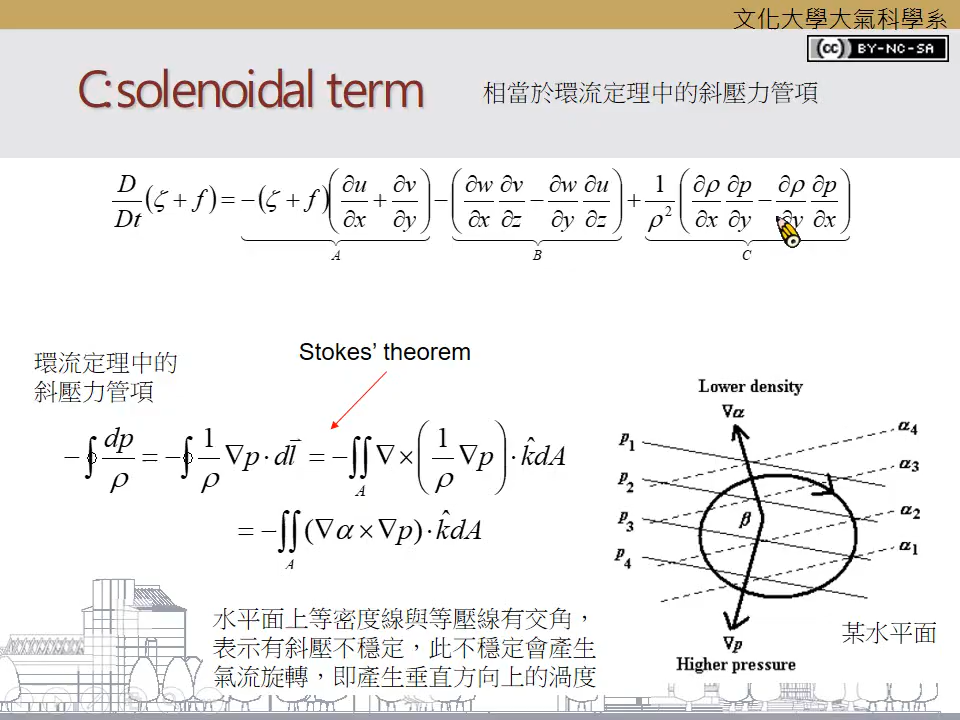 文化大學大氣科學系
(cc) BY-NC-SA
C:solenoidal term
相當於環流定理中的斜壓力管項
D/Dt (ζ + f) = −(ζ + f)(∂u/∂x + ∂v/∂y) − (∂w/∂x ∂v/∂z − ∂w/∂y ∂u/∂z) + 1/ρ² (∂ρ/∂x ∂p/∂y − ∂ρ/∂y ∂p/∂x)
A B C
環流定理中的
斜壓力管項
Stokes’ theorem
−∮ dp/ρ = −∮ 1/ρ ∇p · dl⃗ = −∬_A ∇ × (1/ρ ∇p) · k̂dA
= −∬_A (∇α × ∇p) · k̂dA
水平面上等密度線與等壓線有交角，
表示有斜壓不穩定，此不穩定會產生
氣流旋轉，即產生垂直方向上的渦度
Lower density
∇α
p1
p2
p3
p4
α4
α3
α2
α1
β
∇p
Higher pressure
某水平面